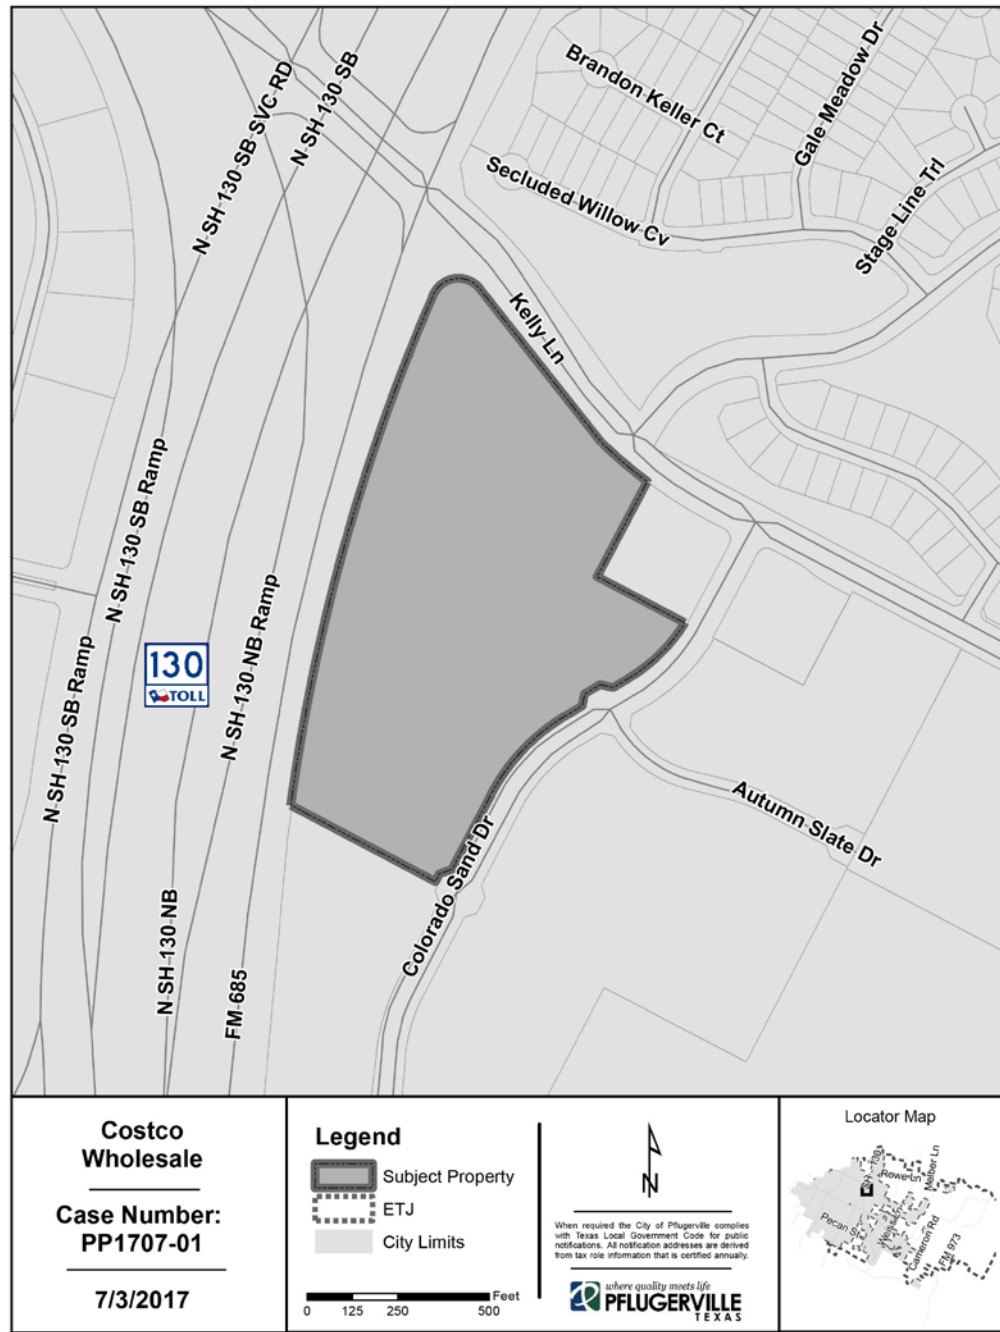 N-SH-130-SB-SVC-RD
N-SH-130-SB
Brandon Keller Ct
Gale Meadow Dr
Secluded Willow Cv
Stage Line Trl
Kelly Ln
N-SH-130-SB-Ramp
N-SH-130-SB-Ramp
N-SH-130-NB-Ramp
130
TOLL
Autumn Slate Dr
Colorado Sand Dr
N-SH-130-NB
FM-685
Costco
Wholesale
Case Number:
PP1707-01
7/3/2017
Legend
Subject Property
ETJ
City Limits
Feet
0 125 250 500
N
When required the City of Pflugerville complies
with Texas Local Government Code for public
notifications. All notification addresses are derived
from tax role information that is certified annually.
where quality meets life
PFLUGERVILLE
TEXAS
Locator Map
130
Rowe Ln
Melber Ln
Pecan St
Cameron Rd
FM 973